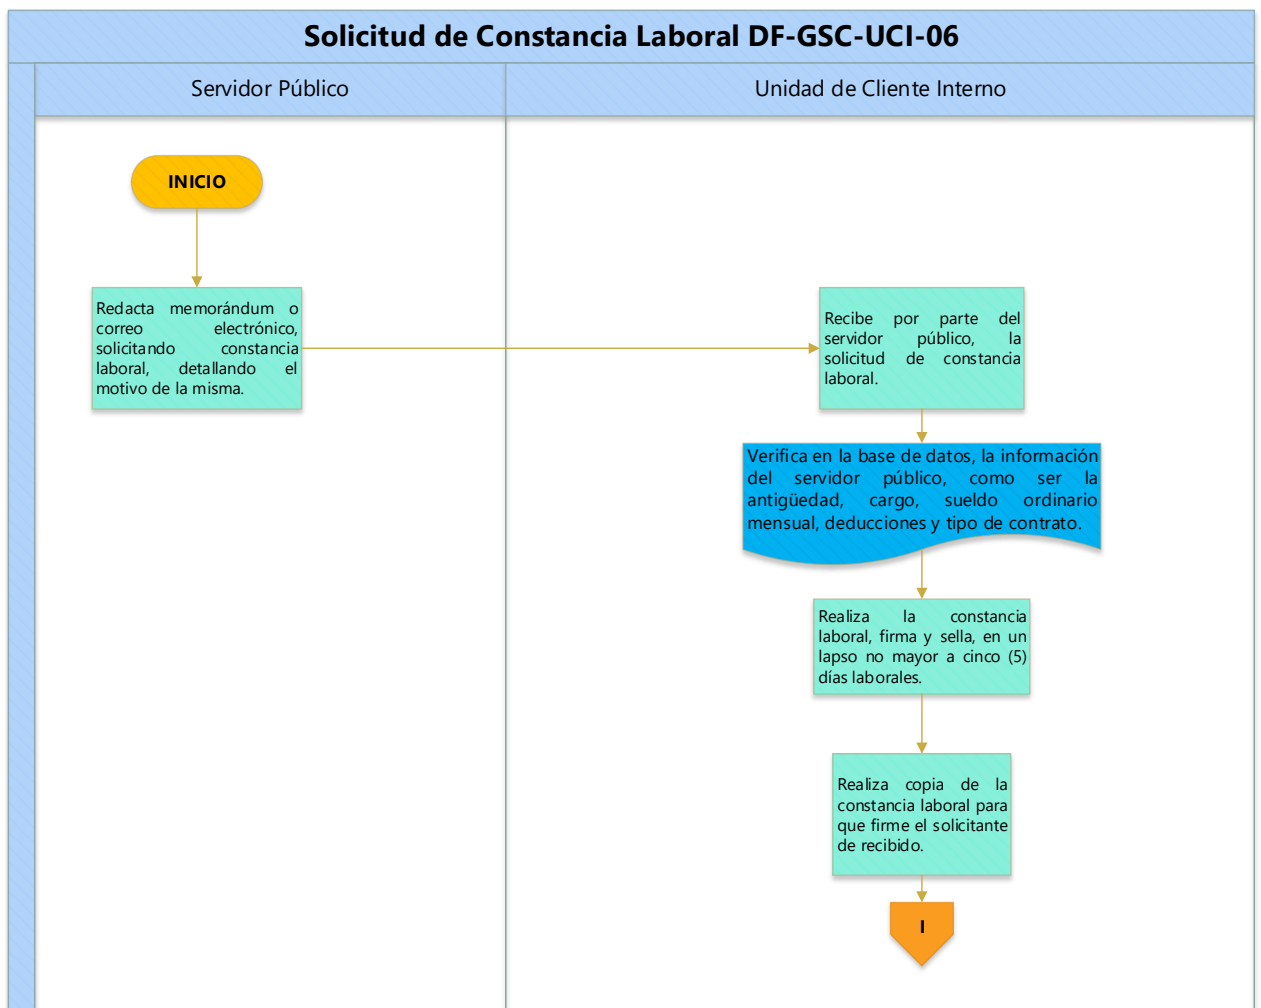 Solicitud de Constancia Laboral DF-GSC-UCI-06
Servidor Público
Unidad de Cliente Interno
INICIO
Redacta memorándum o
correo electrónico,
solicitando constancia
laboral, detallando el
motivo de la misma.
Recibe por parte del
servidor público, la
solicitud de constancia
laboral.
Verifica en la base de datos, la información
del servidor público, como ser la
antigüedad, cargo, sueldo ordinario
mensual, deducciones y tipo de contrato.
Realiza la constancia
laboral, firma y sella, en un
lapso no mayor a cinco (5)
días laborales.
Realiza copia de la
constancia laboral para
que firme el solicitante
de recibido.
I